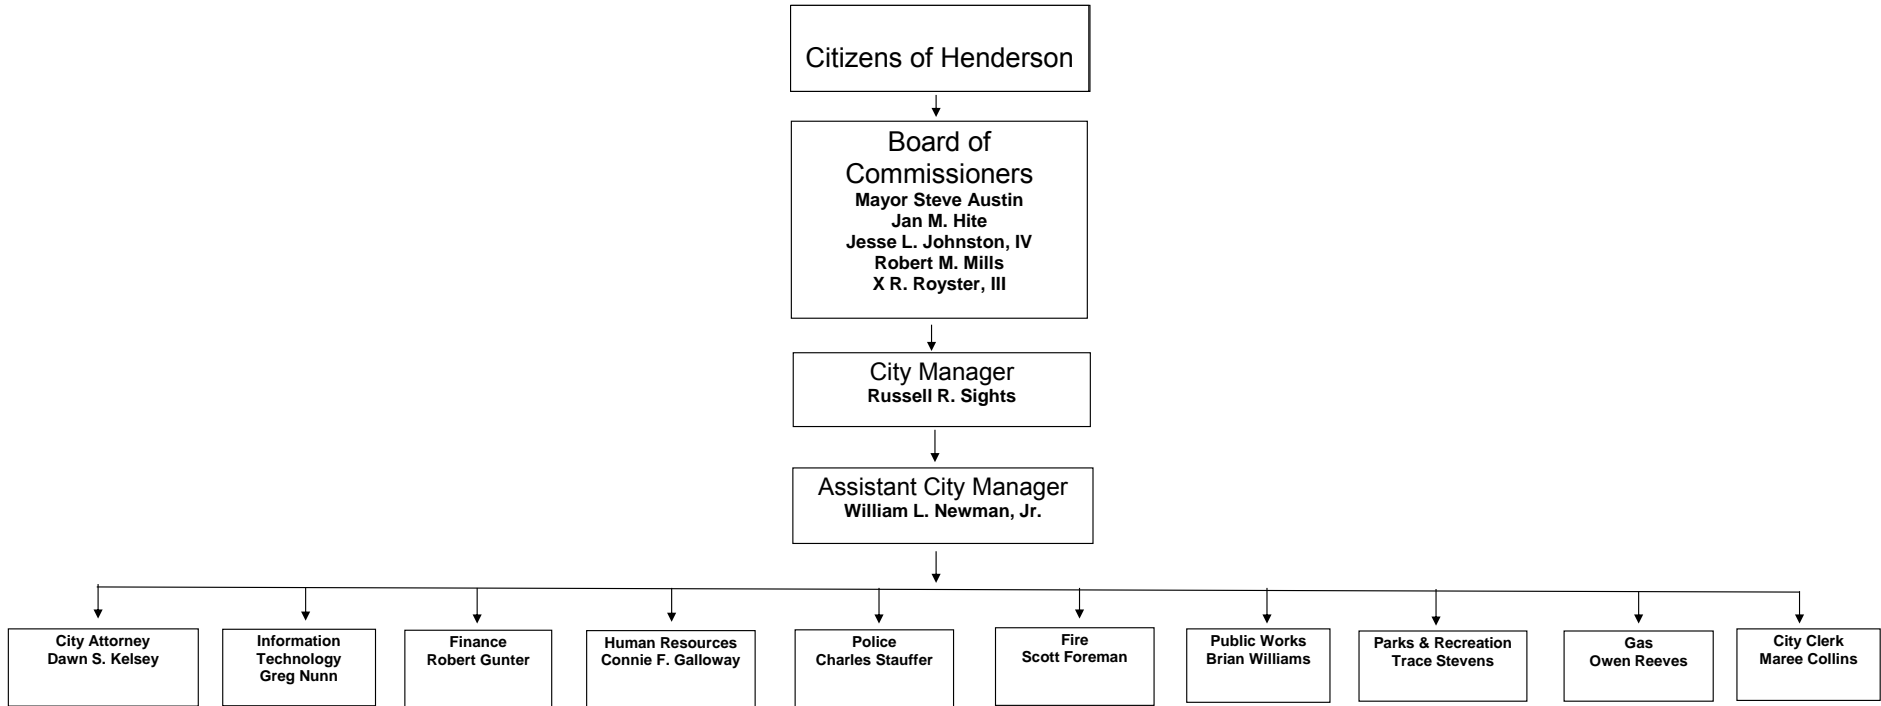 Citizens of Henderson
Board of
Commissioners
Mayor Steve Austin
Jan M. Hite
Jesse L. Johnston, IV
Robert M. Mills
X R. Royster, III
City Manager
Russell R. Sights
Assistant City Manager
William L. Newman, Jr.
City Attorney
Dawn S. Kelsey
Information
Technology
Greg Nunn
Finance
Robert Gunter
Human Resources
Connie F. Galloway
Police
Charles Stauffer
Fire
Scott Foreman
Public Works
Brian Williams
Parks & Recreation
Trace Stevens
Gas
Owen Reeves
City Clerk
Maree Collins